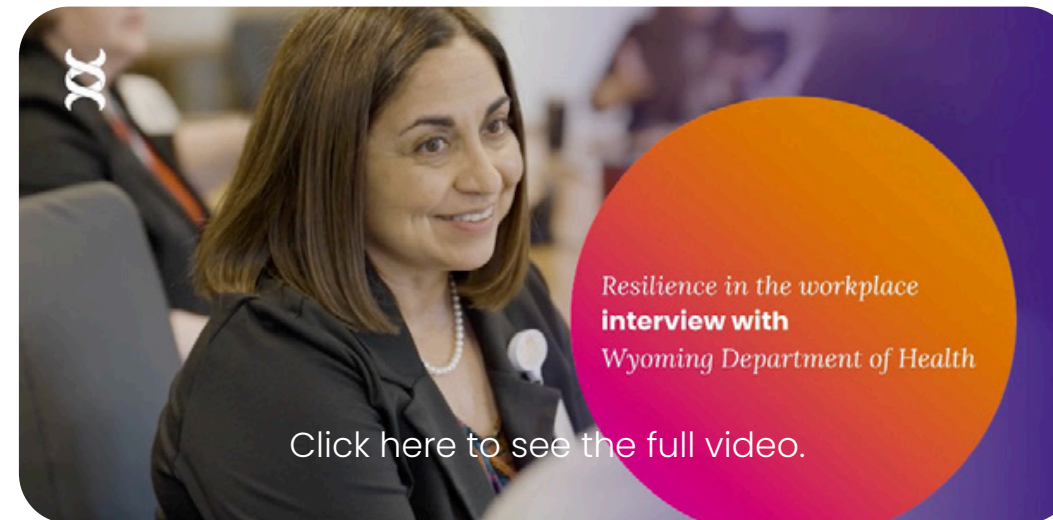 Resilience in the workplace
interview with
Wyoming Department of Health
Click here to see the full video.